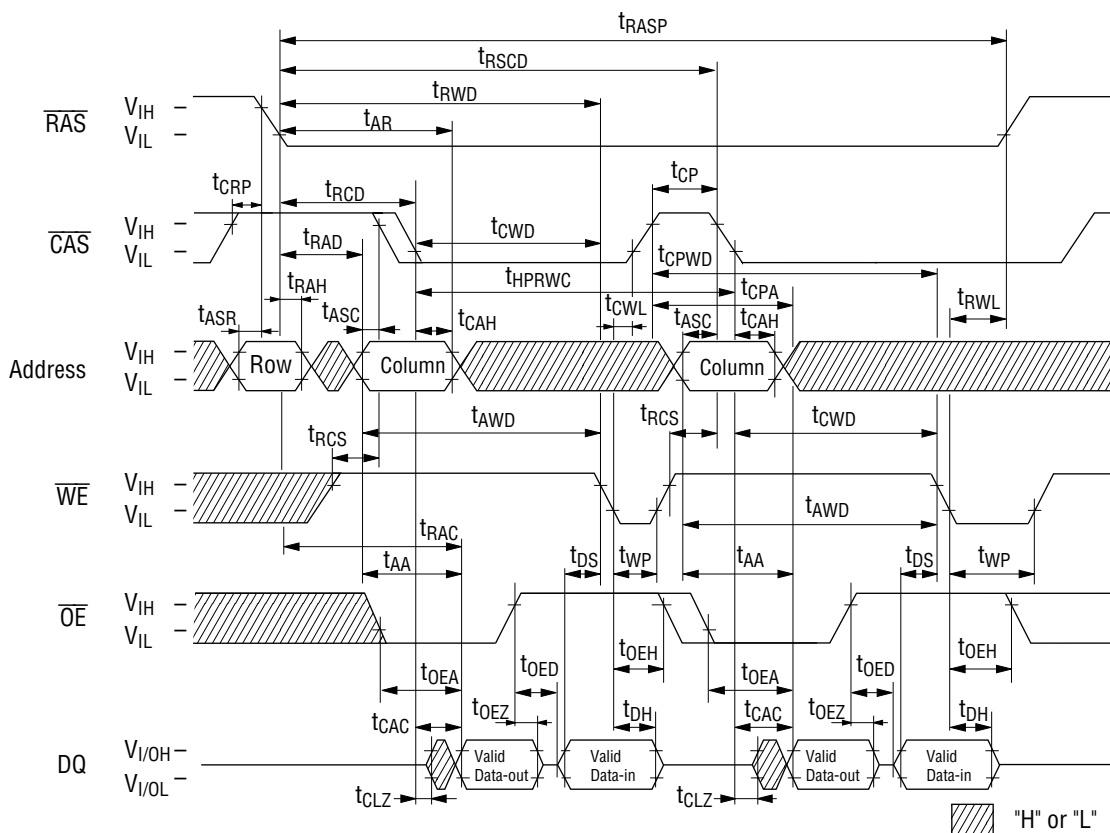 tRASP
tRSCD
tRWD
tAR
RAS VIH
VIL
tCRP tRCD tCP
CAS VIH
VIL
tCWD
tRAD
tCPWD
tHPRWC
tRAH tCPA
tCWL tRWL
tASR tASC tCAH tASC tCAH
Address VIH
VIL
Row Column Column
tRCS tAWD tRCS tCWD
WE VIH
VIL
tRAC tAWD
tAA tDS tWP tAA tDS tWP
OE VIH
VIL
tOEA tOED tOEH tOEA tOED tOEH
tCAC tOEZ tDH tCAC tOEZ tDH
DQ VI/OH
VI/OL
Valid Data-out Valid Data-in Valid Data-out Valid Data-in
tCLZ tCLZ
"H" or "L"